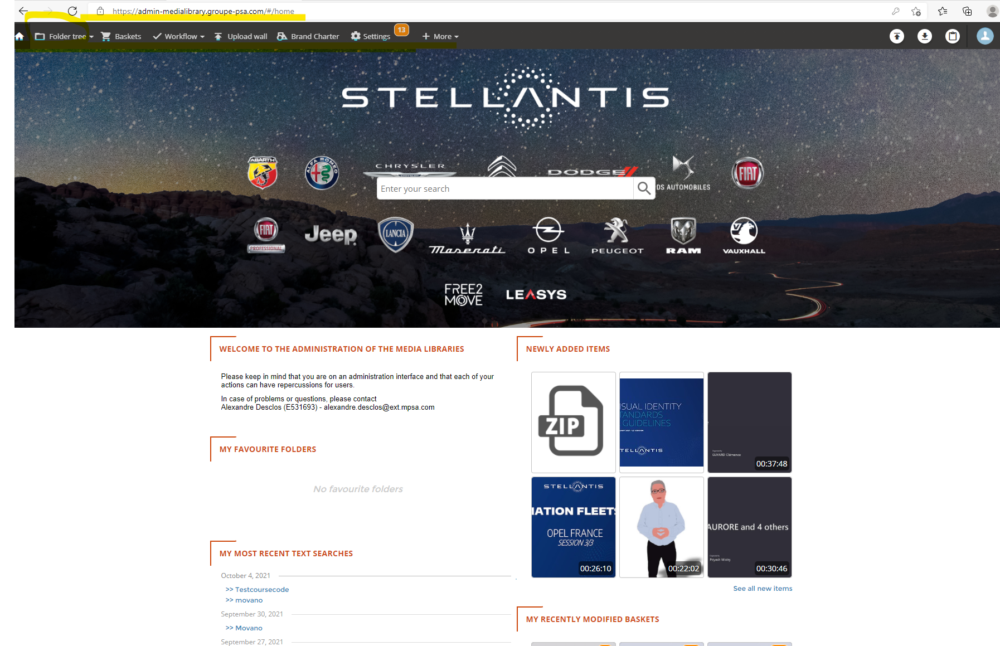 https://admin-medialibrary.groupe-psa.com/#/home
Folder tree
Baskets
Workflow
Upload wall
Brand Charter
Settings
13
More
STELLANTIS
ABARTH
ALFA ROMEO
CHRYSLER
DODGE
DS AUTOMOBILES
FIAT
Enter your search
FIAT
PROFESSIONAL
Jeep
LANCIA
Maserati
OPEL
PEUGEOT
RAM
VAUXHALL
FREE2
MOVE
LEASYS
WELCOME TO THE ADMINISTRATION OF THE MEDIA LIBRARIES
Please keep in mind that you are on an administration interface and that each of your
actions can have repercussions for users.
In case of problems or questions, please contact
Alexandre Desclos (E531693) - alexandre.desclos@ext.mpsa.com
MY FAVOURITE FOLDERS
No favourite folders
MY MOST RECENT TEXT SEARCHES
October 4, 2021
>> Testcoursecode
>> movano
September 30, 2021
>> Movano
September 27, 2021
NEWLY ADDED ITEMS
ZIP
ISUAL IDENTITY
TANDARDS
GUIDELINES
UARY 2021 - 1.2 VERSION
TELLANTIS
GUYARD Clémence
00:37:48
STELLANTIS
IATION FLEETS
OPEL FRANCE
SESSION 3/3
00:26:10
00:22:02
AURORE and 4 others
Priyesh Mistry
00:30:46
See all new items
MY RECENTLY MODIFIED BASKETS